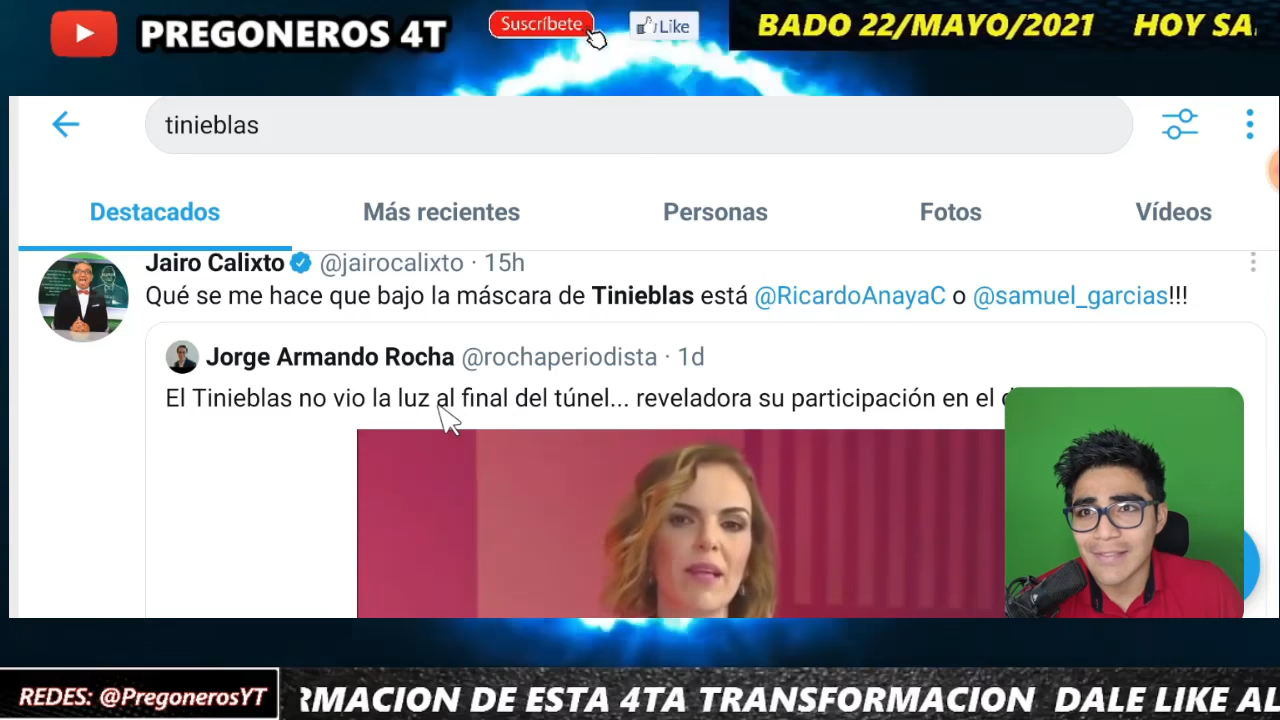 PREGONEROS 4T
Suscríbete
Like
BADO 22/MAYO/2021 HOY SA
tinieblas
Destacados
Más recientes
Personas
Fotos
Vídeos
Jairo Calixto @jairocalixto · 15h
Qué se me hace que bajo la máscara de Tinieblas está @RicardoAnayaC o @samuel_garcias!!!
Jorge Armando Rocha @rochaperiodista · 1d
El Tinieblas no vio la luz al final del túnel... reveladora su participación en el
REDES: @PregonerosYT
RMACION DE ESTA 4TA TRANSFORMACION DALE LIKE AL